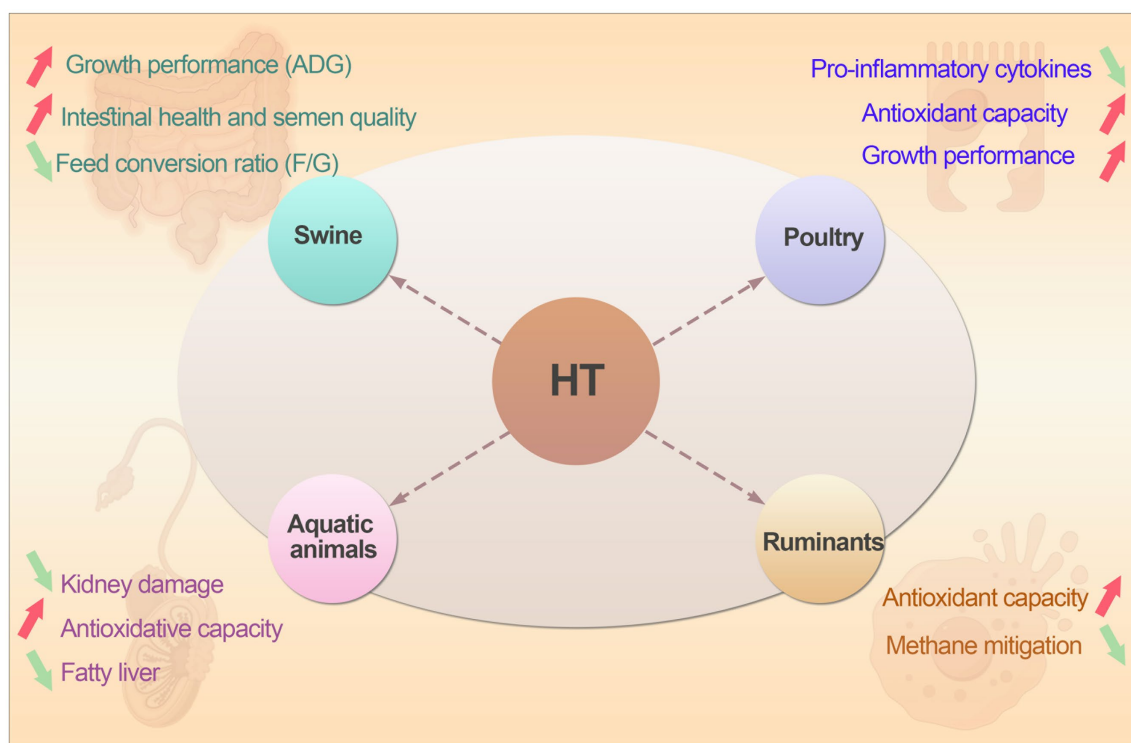 Growth performance (ADG)
Intestinal health and semen quality
Feed conversion ratio (F/G)
Pro-inflammatory cytokines
Antioxidant capacity
Growth performance
Swine
Poultry
HT
Aquatic
animals
Ruminants
Kidney damage
Antioxidative capacity
Fatty liver
Antioxidant capacity
Methane mitigation